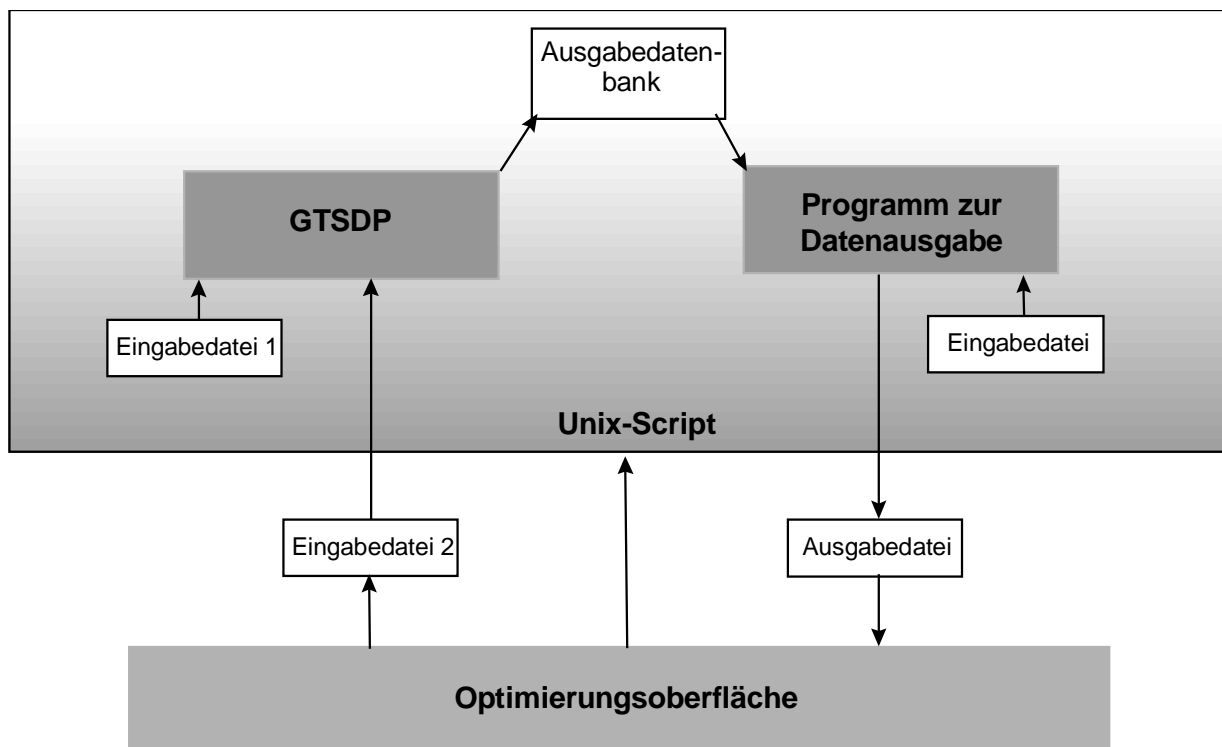 Ausgabedaten-
bank
GTSDP
Programm zur
Datenausgabe
Eingabedatei 1
Eingabedatei
Unix-Script
Eingabedatei 2
Ausgabedatei
Optimierungsoberfläche